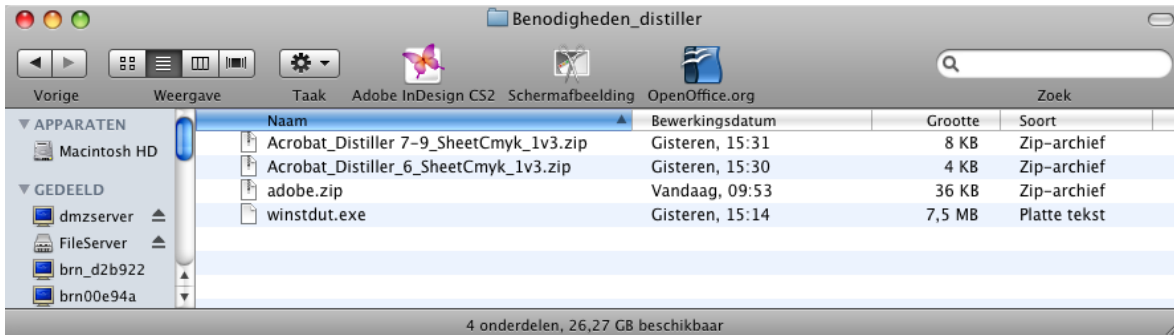 Benodigheden_distiller
Vorige Weergave Taak Adobe InDesign CS2 Schermafbeelding OpenOffice.org Zoek
APPARATEN
Macintosh HD
GEDEELD
dmzserver
FileServer
brn_d2b922
brn00e94a
Naam Bewerkingsdatum Grootte Soort
Acrobat_Distiller 7-9_SheetCmyk_1v3.zip Gisteren, 15:31 8 KB Zip-archief
Acrobat_Distiller_6_SheetCmyk_1v3.zip Gisteren, 15:30 4 KB Zip-archief
adobe.zip Vandaag, 09:53 36 KB Zip-archief
winstdut.exe Gisteren, 15:14 7,5 MB Platte tekst
4 onderdelen, 26,27 GB beschikbaar